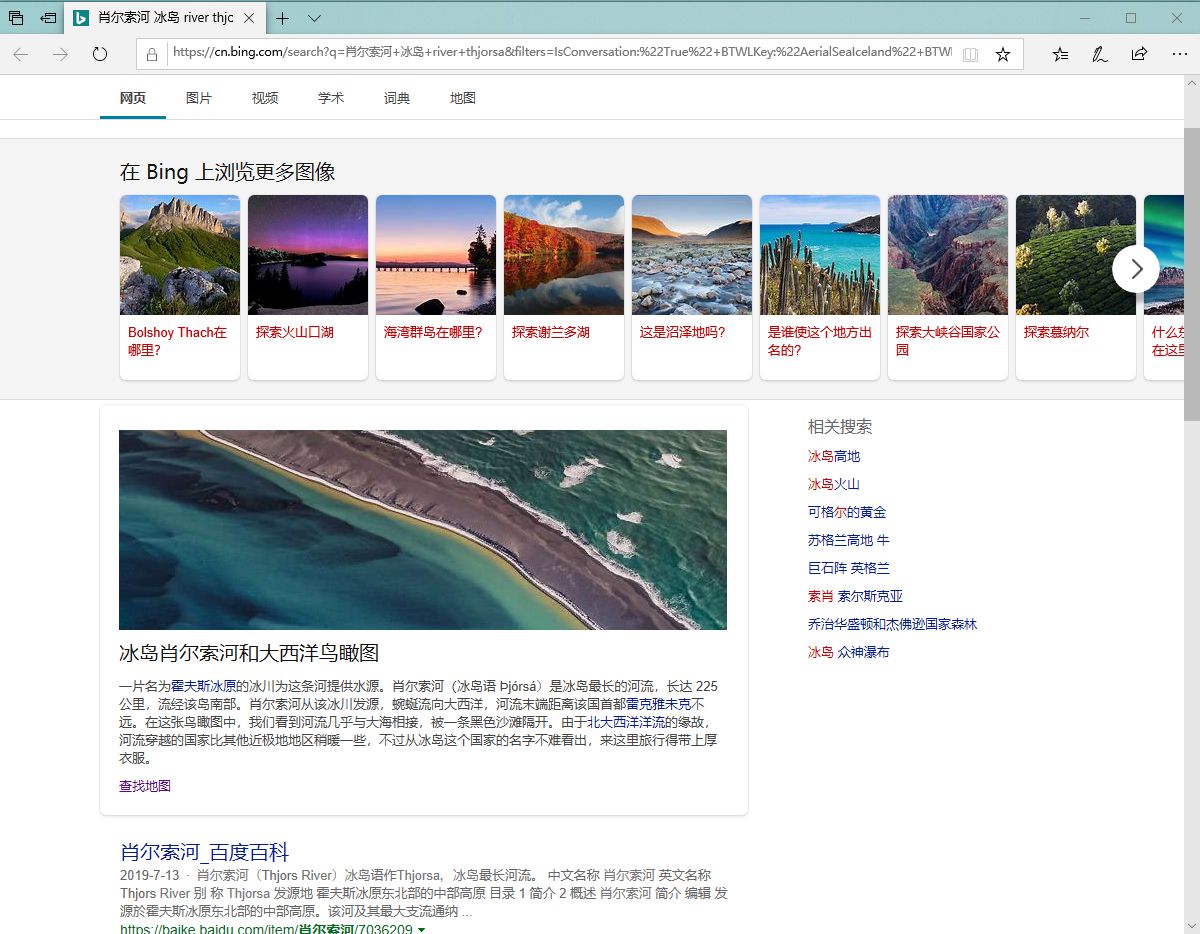 肖尔索河 冰岛 river thjc
https://cn.bing.com/search?q=肖尔索河+冰岛+river+thjorsa&filters=IsConversation:%22True%22+BTWLKey:%22AerialSeaIceland%22+BTW
网页 图片 视频 学术 词典 地图
在 Bing 上浏览更多图像
Bolshoy Thach在
哪里?
探索火山口湖
海湾群岛在哪里?
探索谢兰多湖
这是沼泽地吗?
是谁使这个地方出
名的?
探索大峡谷国家公
园
探索慕纳尔
什么东
在这里
冰岛肖尔索河和大西洋鸟瞰图
一片名为霍夫斯冰原的冰川为这条河提供水源。肖尔索河（冰岛语 Þjórsá）是冰岛最长的河流，长达 225
公里，流经该岛南部。肖尔索河从该冰川发源，蜿蜒流向大西洋，河流末端距离该国首都雷克雅未克不
远。在这张鸟瞰图中，我们看到河流几乎与大海相接，被一条黑色沙滩隔开。由于北大西洋洋流的缘故，
河流穿越的国家比其他近极地地区稍暖一些，不过从冰岛这个国家的名字不难看出，来这里旅行得带上厚
衣服。
查找地图
肖尔索河_百度百科
2019-7-13 · 肖尔索河（Thjors River）冰岛语作Thjorsa，冰岛最长河流。 中文名称 肖尔索河 英文名称
Thjors River 别 称 Thjorsa 发源地 霍夫斯冰原东北部的中部高原 目录 1 简介 2 概述 肖尔索河 简介 编辑 发
源於霍夫斯冰原东北部的中部高原。该河及其最大支流通纳 ...
https://baike.baidu.com/item/肖尔索河/7036209
相关搜索
冰岛高地
冰岛火山
可格尔的黄金
苏格兰高地 牛
巨石阵 英格兰
索肖 索尔斯克亚
乔治华盛顿和杰佛逊国家森林
冰岛 众神瀑布